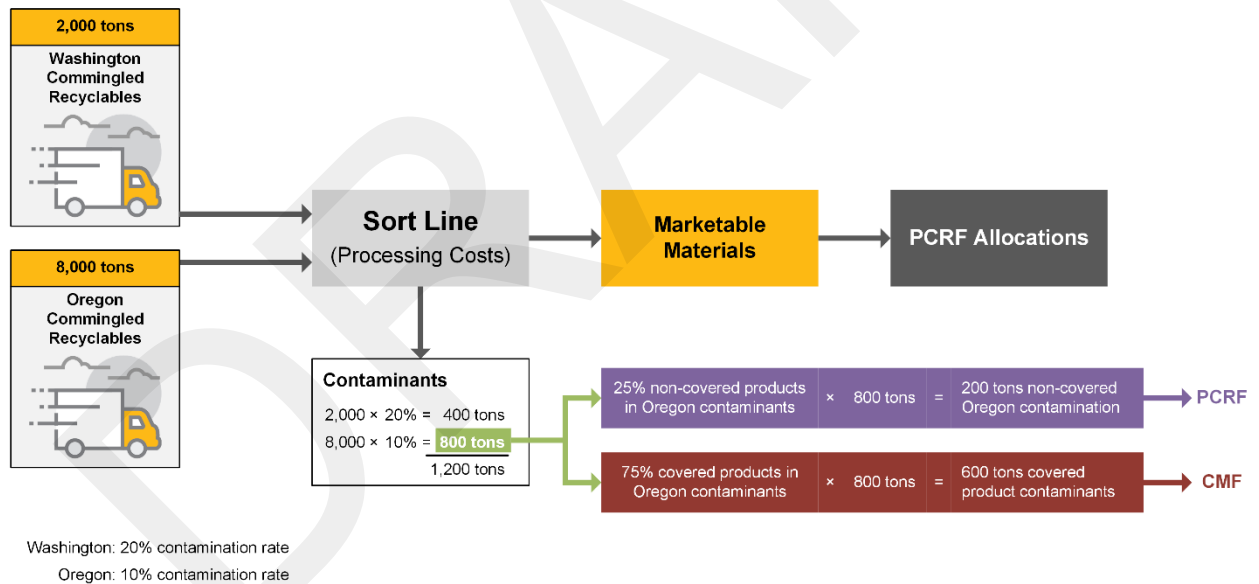 2,000 tons
Washington
Commingled
Recyclables
8,000 tons
Oregon
Commingled
Recyclables
Sort Line
(Processing Costs)
Marketable
Materials
PCRF Allocations
Contaminants
2,000 × 20% = 400 tons
8,000 × 10% = 800 tons
1,200 tons
25% non-covered products
in Oregon contaminants
× 800 tons =
200 tons non-covered
Oregon contamination
PCRF
75% covered products in
Oregon contaminants
× 800 tons =
600 tons covered
product contaminants
CMF
Washington: 20% contamination rate
Oregon: 10% contamination rate
DRA